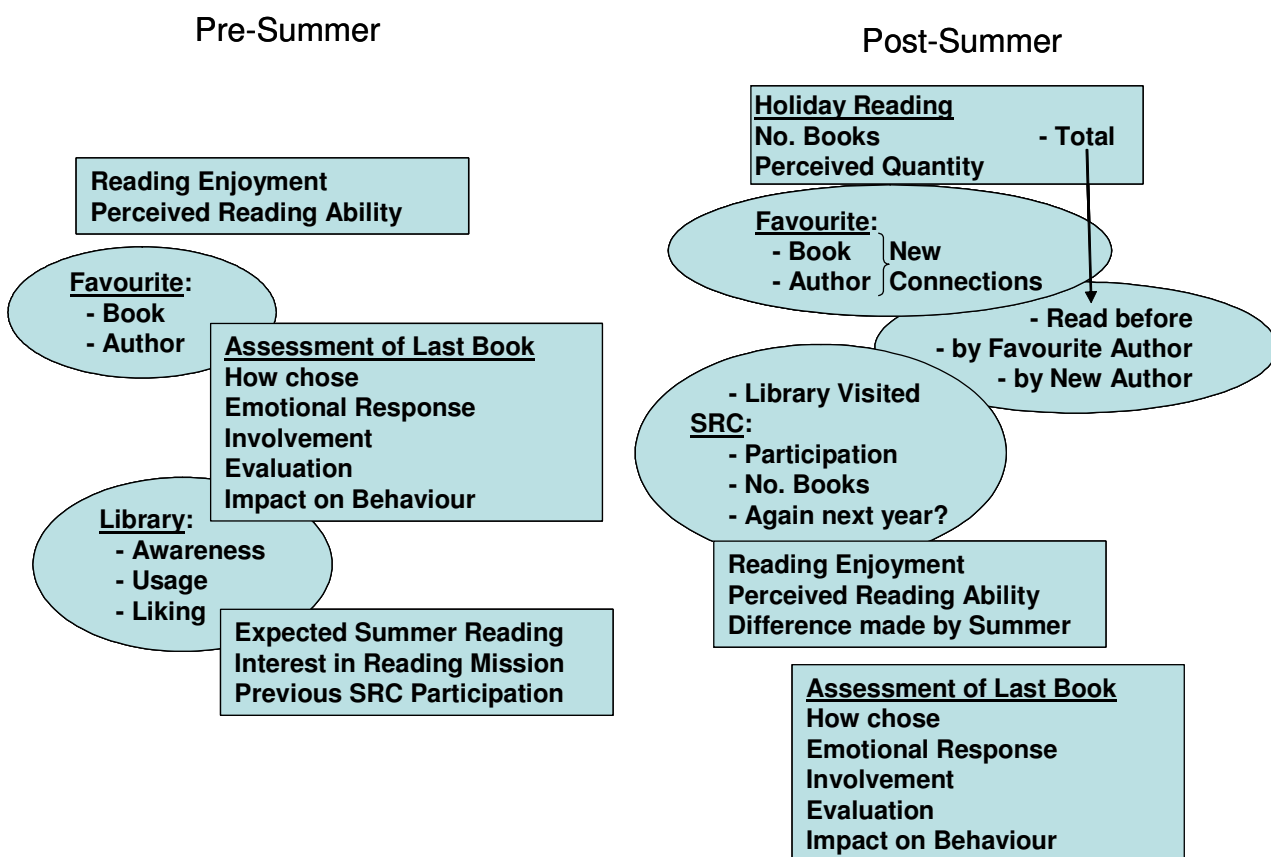 Pre-Summer
Reading Enjoyment
Perceived Reading Ability
Favourite:
- Book
- Author
Assessment of Last Book
How chose
Emotional Response
Involvement
Evaluation
Impact on Behaviour
Library:
- Awareness
- Usage
- Liking
Expected Summer Reading
Interest in Reading Mission
Previous SRC Participation
Post-Summer
Holiday Reading
No. Books - Total
Perceived Quantity
Favourite:
- Book New
- Author Connections
- Read before
- by Favourite Author
- by New Author
- Library Visited
SRC:
- Participation
- No. Books
- Again next year?
Reading Enjoyment
Perceived Reading Ability
Difference made by Summer
Assessment of Last Book
How chose
Emotional Response
Involvement
Evaluation
Impact on Behaviour